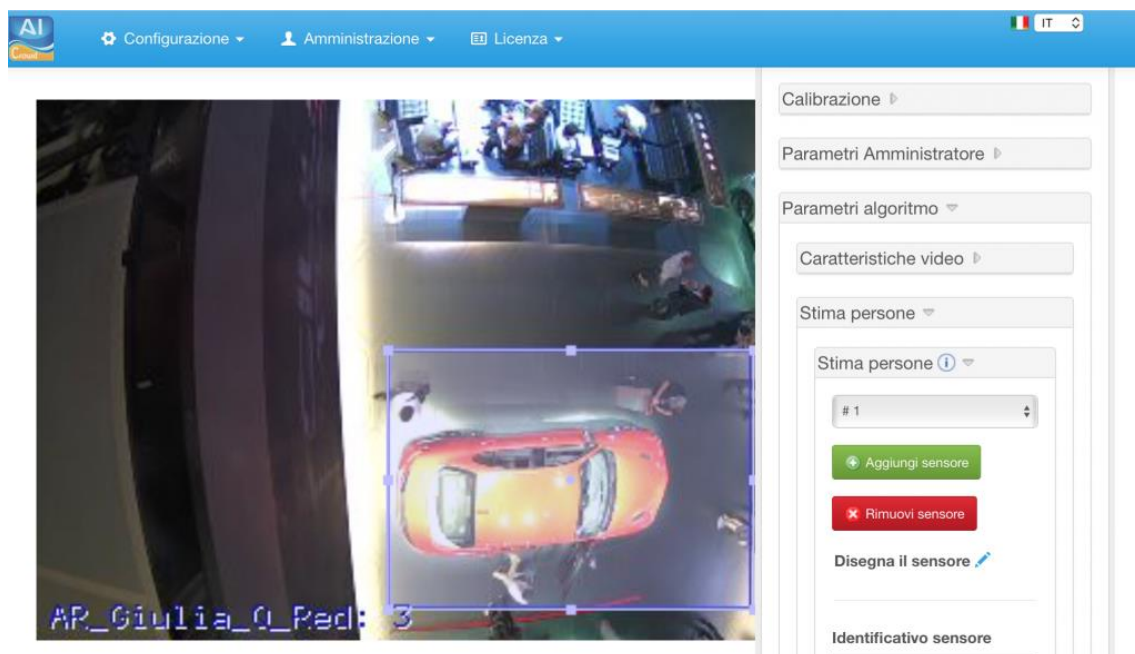 AI
Crowd
Configurazione
Amministrazione
Licenza
IT
Calibrazione
Parametri Amministratore
Parametri algoritmo
Caratteristiche video
Stima persone
Stima persone
# 1
Aggiungi sensore
Rimuovi sensore
Disegna il sensore
Identificativo sensore
AR_Giulia_Q_Red: 3